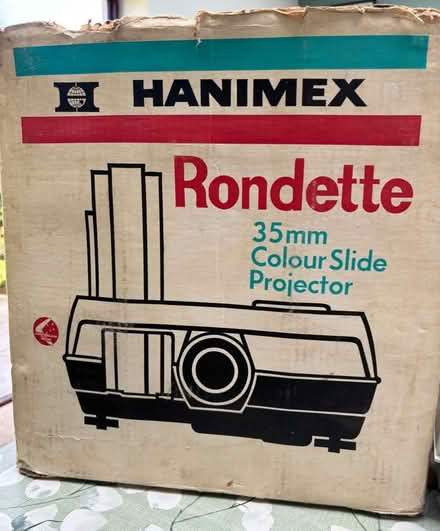 HANIMEX
Rondette
35mm
Colour Slide
Projector